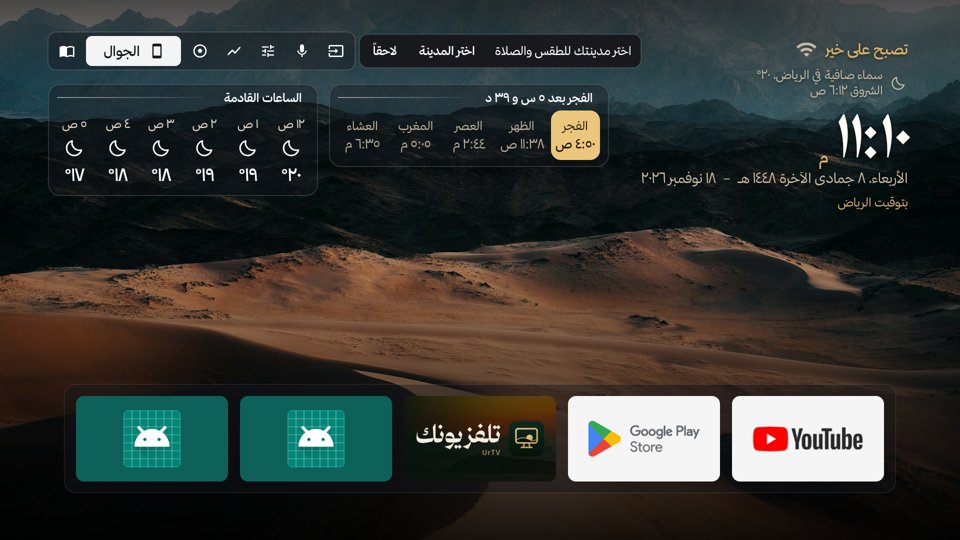 تصبح على خير
سماء صافية في الرياض، ٢٠°
الشروق ٦:١٢ ص
١١:١٠ م
الأربعاء، ٨ جمادى الآخرة ١٤٤٨ هـ – ١٨ نوفمبر ٢٠٢٦
بتوقيت الرياض
اختر مدينتك للطقس والصلاة اختر المدينة لاحقاً
الجوال
الفجر بعد ٥ س و ٣٩ د
الفجر الظهر العصر المغرب العشاء
٤:٥٠ ص ١١:٣٨ ص ٢:٤٤ م ٥:٠٥ م ٦:٣٥ م
الساعات القادمة
١٢ ص ١ ص ٢ ص ٣ ص ٤ ص ٥ ص
٢٠° ١٩° ١٩° ١٨° ١٨° ١٧°
YouTube
Google Play
Store
تلفزيونك
UrTV